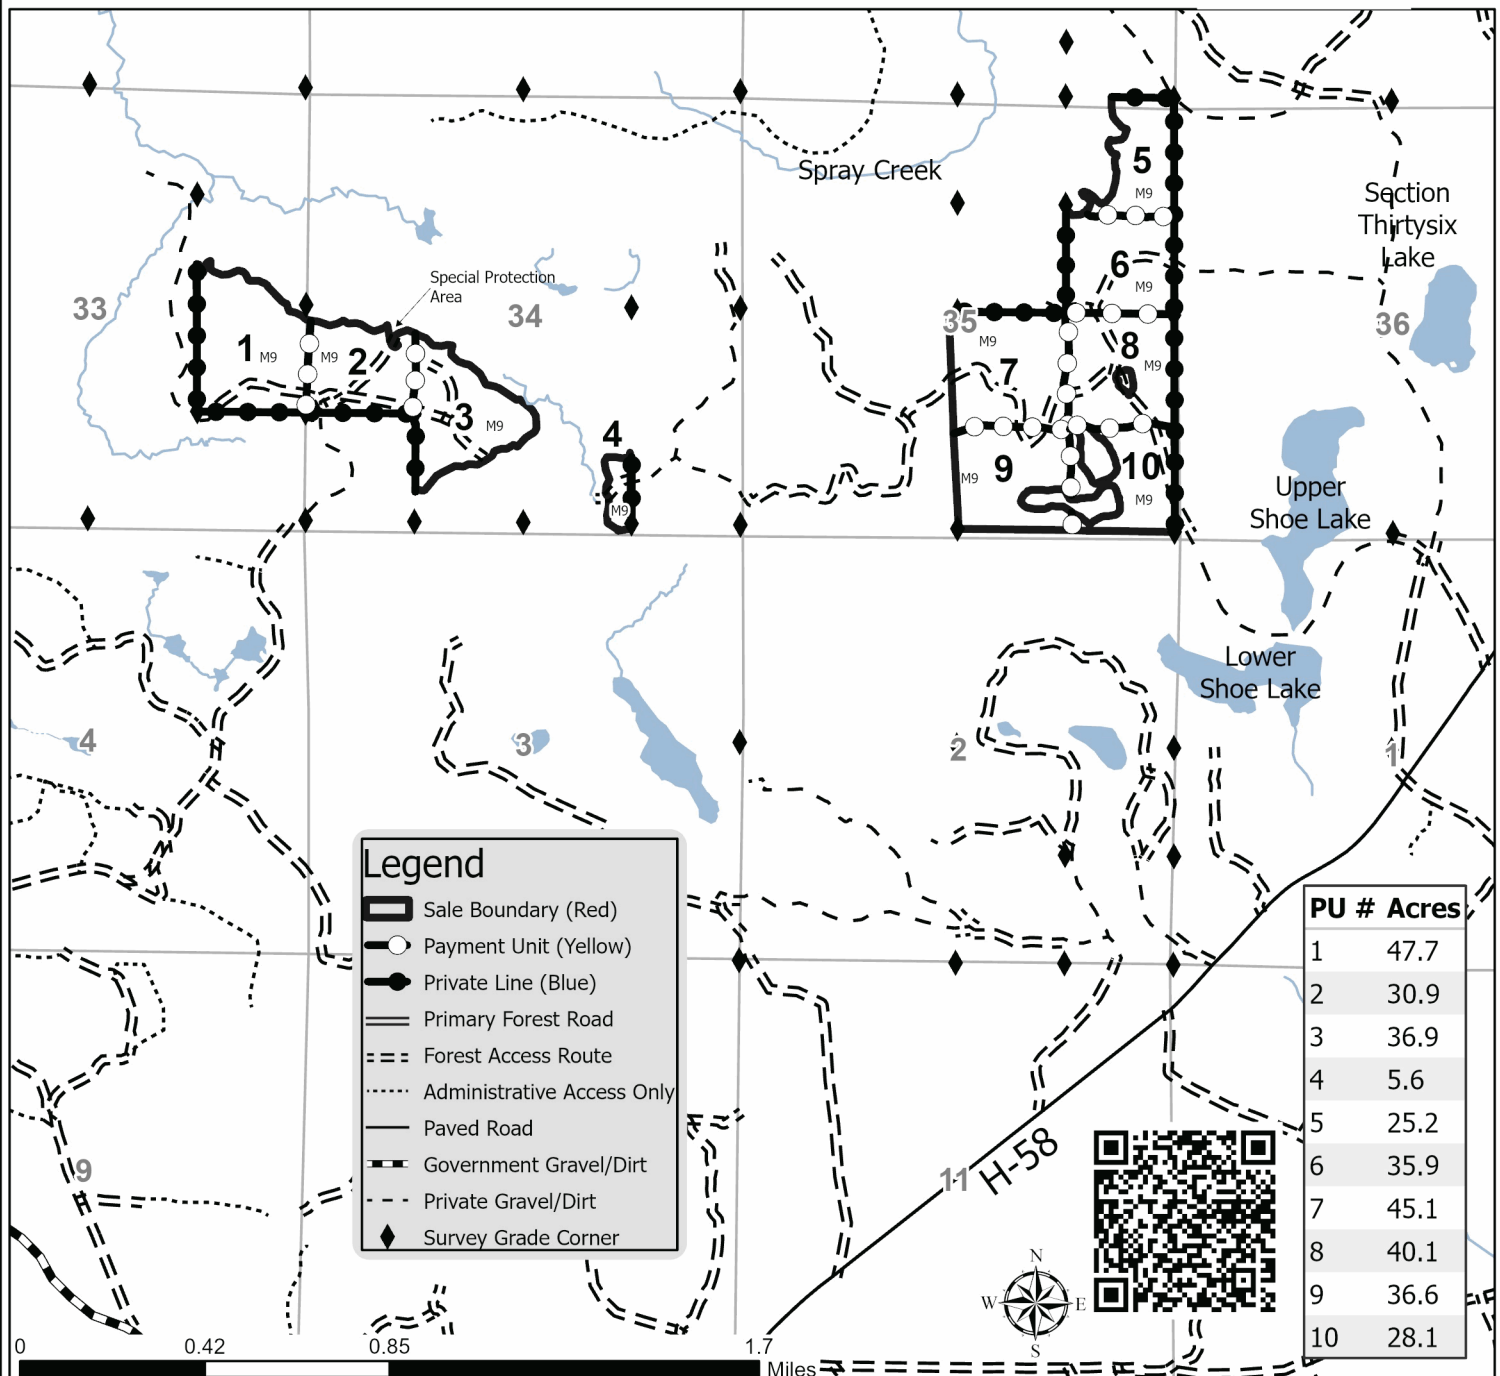 Spray Creek
5
M9
Section
Thirtysix
Lake
6
M9
Special Protection
Area
33
34
35
36
1
M9
M9
2
M9
7
8
M9
3
M9
4
M9
9
M9
10
M9
Upper
Shoe Lake
Lower
Shoe Lake
4
3
2
1
Legend
Sale Boundary (Red)
Payment Unit (Yellow)
Private Line (Blue)
Primary Forest Road
Forest Access Route
Administrative Access Only
Paved Road
Government Gravel/Dirt
Private Gravel/Dirt
Survey Grade Corner
PU # Acres
1 47.7
2 30.9
3 36.9
4 5.6
5 25.2
6 35.9
7 45.1
8 40.1
9 36.6
10 28.1
9
11
H-58
N
W E
S
0 0.42 0.85 1.7
Miles